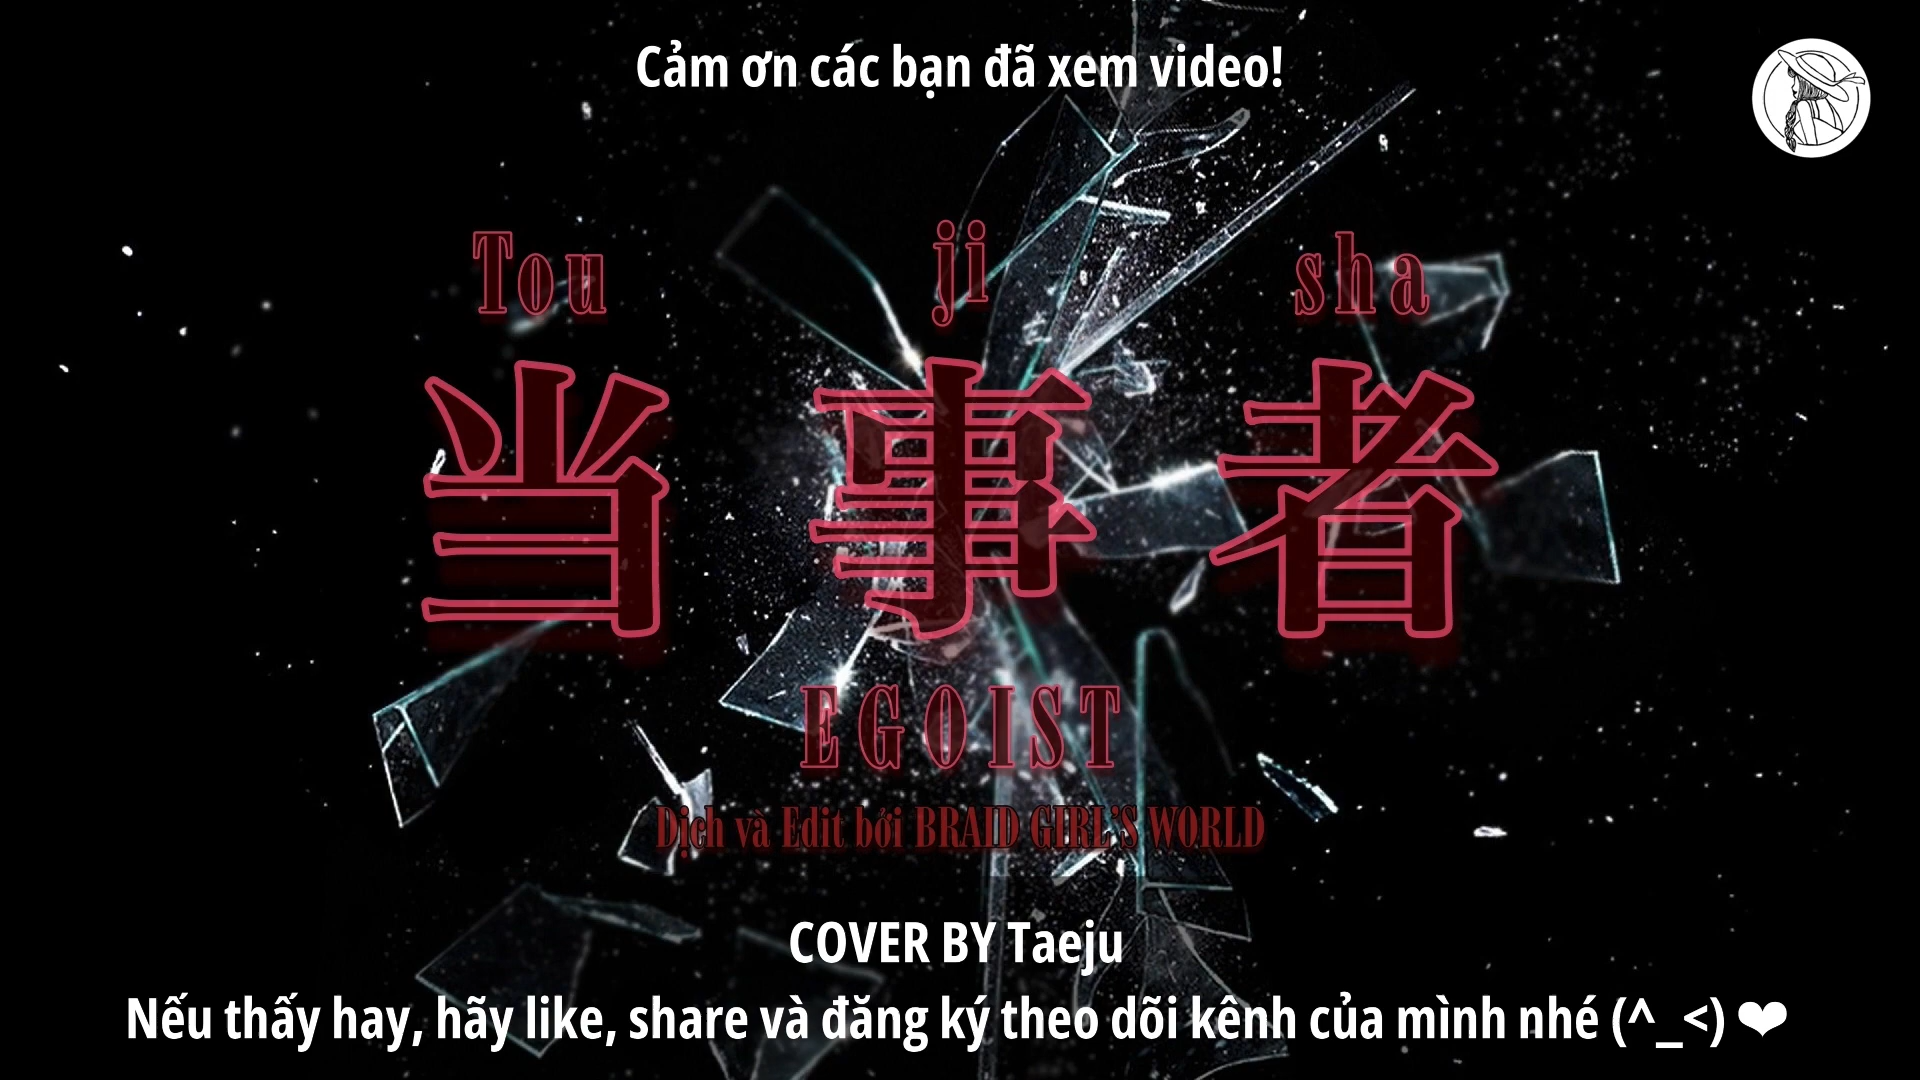 Cảm ơn các bạn đã xem video!
Tou ji sha
当事者
EGOIST
Dịch và Edit bởi BRAID GIRL'S WORLD
COVER BY Taeju
Nếu thấy hay, hãy like, share và đăng ký theo dõi kênh của mình nhé (^_<) ❤